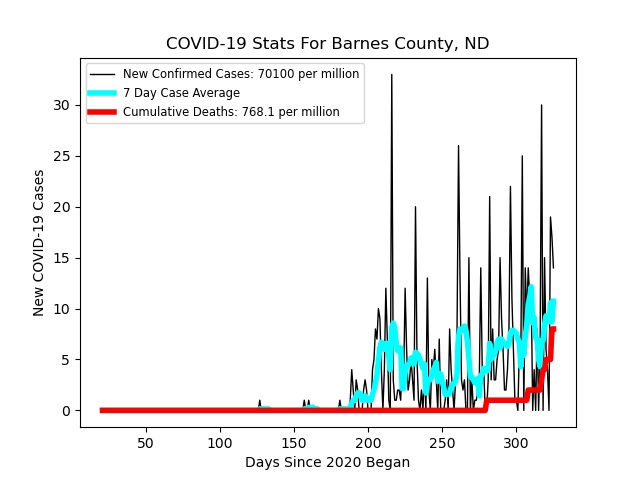 COVID-19 Stats For Barnes County, ND
New Confirmed Cases: 70100 per million
7 Day Case Average
Cumulative Deaths: 768.1 per million
New COVID-19 Cases
30
25
20
15
10
5
0
50 100 150 200 250 300
Days Since 2020 Began